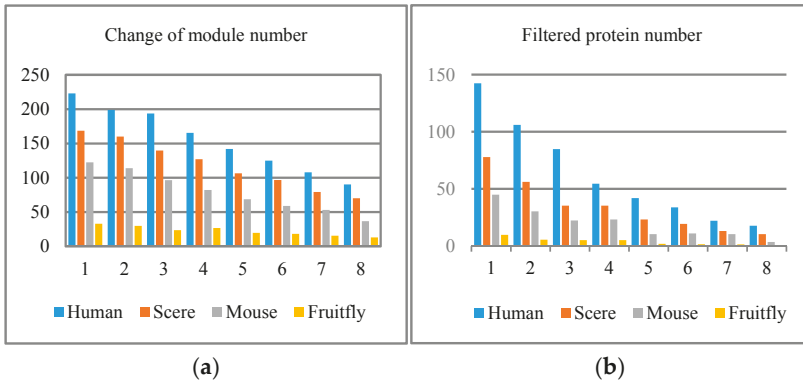 Change of module number
250
200
150
100
50
0
1 2 3 4 5 6 7 8
Human Scere Mouse Fruitfly
(a)
Filtered protein number
150
100
50
0
1 2 3 4 5 6 7 8
Human Scere Mouse Fruitfly
(b)